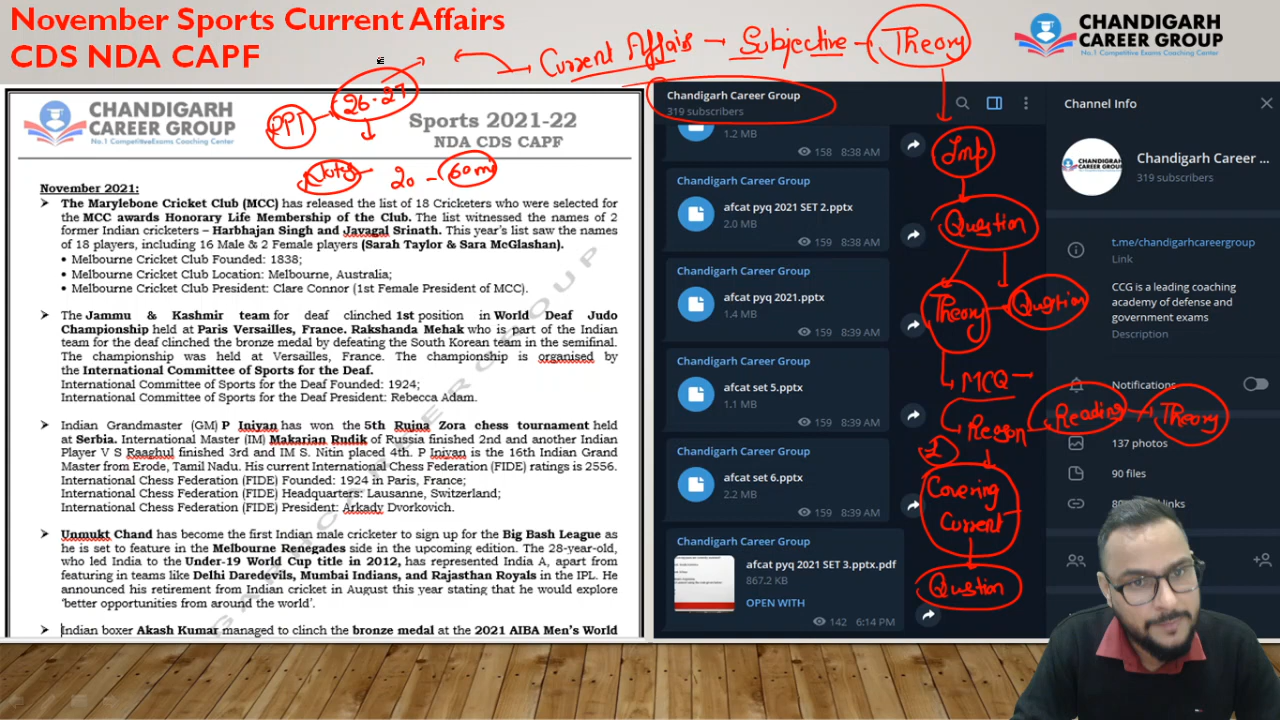 November Sports Current Affairs
CDS NDA CAPF
Current Affairs → Subjective → Theory
CHANDIGARH
CAREER GROUP
No.1 Competitive Exams Coaching Center
26-27
PPT
Notes
20 - 60 m
CHANDIGARH
CAREER GROUP
No.1 Competitive Exams Coaching Center
Sports 2021-22
NDA CDS CAPF
November 2021:
➤ The Marylebone Cricket Club (MCC) has released the list of 18 Cricketers who were selected for
the MCC awards Honorary Life Membership of the Club. The list witnessed the names of 2
former Indian cricketers – Harbhajan Singh and Javagal Srinath. This year's list saw the names
of 18 players, including 16 Male & 2 Female players (Sarah Taylor & Sara McGlashan).
• Melbourne Cricket Club Founded: 1838;
• Melbourne Cricket Club Location: Melbourne, Australia;
• Melbourne Cricket Club President: Clare Connor (1st Female President of MCC).
➤ The Jammu & Kashmir team for deaf clinched 1st position in World Deaf Judo
Championship held at Paris Versailles, France. Rakshanda Mehak who is part of the Indian
team for the deaf clinched the bronze medal by defeating the South Korean team in the semifinal.
The championship was held at Versailles, France. The championship is organised by
the International Committee of Sports for the Deaf.
International Committee of Sports for the Deaf Founded: 1924;
International Committee of Sports for the Deaf President: Rebecca Adam.
➤ Indian Grandmaster (GM) P Iniyan has won the 5th Rujna Zora chess tournament held
at Serbia. International Master (IM) Makarian Rudik of Russia finished 2nd and another Indian
Player V S Raaghul finished 3rd and IM S. Nitin placed 4th. P Iniyan is the 16th Indian Grand
Master from Erode, Tamil Nadu. His current International Chess Federation (FIDE) ratings is 2556.
International Chess Federation (FIDE) Founded: 1924 in Paris, France;
International Chess Federation (FIDE) Headquarters: Lausanne, Switzerland;
International Chess Federation (FIDE) President: Arkady Dvorkovich.
➤ Unmukt Chand has become the first Indian male cricketer to sign up for the Big Bash League as
he is set to feature in the Melbourne Renegades side in the upcoming edition. The 28-year-old,
who led India to the Under-19 World Cup title in 2012, has represented India A, apart from
featuring in teams like Delhi Daredevils, Mumbai Indians, and Rajasthan Royals in the IPL. He
announced his retirement from Indian cricket in August this year stating that he would explore
'better opportunities from around the world'.
➤ Indian boxer Akash Kumar managed to clinch the bronze medal at the 2021 AIBA Men's World
Chandigarh Career Group
319 subscribers
1.2 MB
158 8:38 AM
Chandigarh Career Group
afcat pyq 2021 SET 2.pptx
2.0 MB
159 8:38 AM
Chandigarh Career Group
afcat pyq 2021.pptx
1.4 MB
159 8:39 AM
Chandigarh Career Group
afcat set 5.pptx
1.1 MB
159 8:39 AM
Chandigarh Career Group
afcat set 6.pptx
2.2 MB
159 8:39 AM
Chandigarh Career Group
afcat pyq 2021 SET 3.pptx.pdf
867.2 KB
OPEN WITH
142 6:14 PM
Imp
Question
Theory → Question
MCQ →
Reason
Reading → Theory
1
Covering
Current
Question
Channel Info
Chandigarh Career ...
319 subscribers
t.me/chandigarhcareergroup
Link
CCG is a leading coaching
academy of defense and
government exams
Description
Notifications
137 photos
90 files